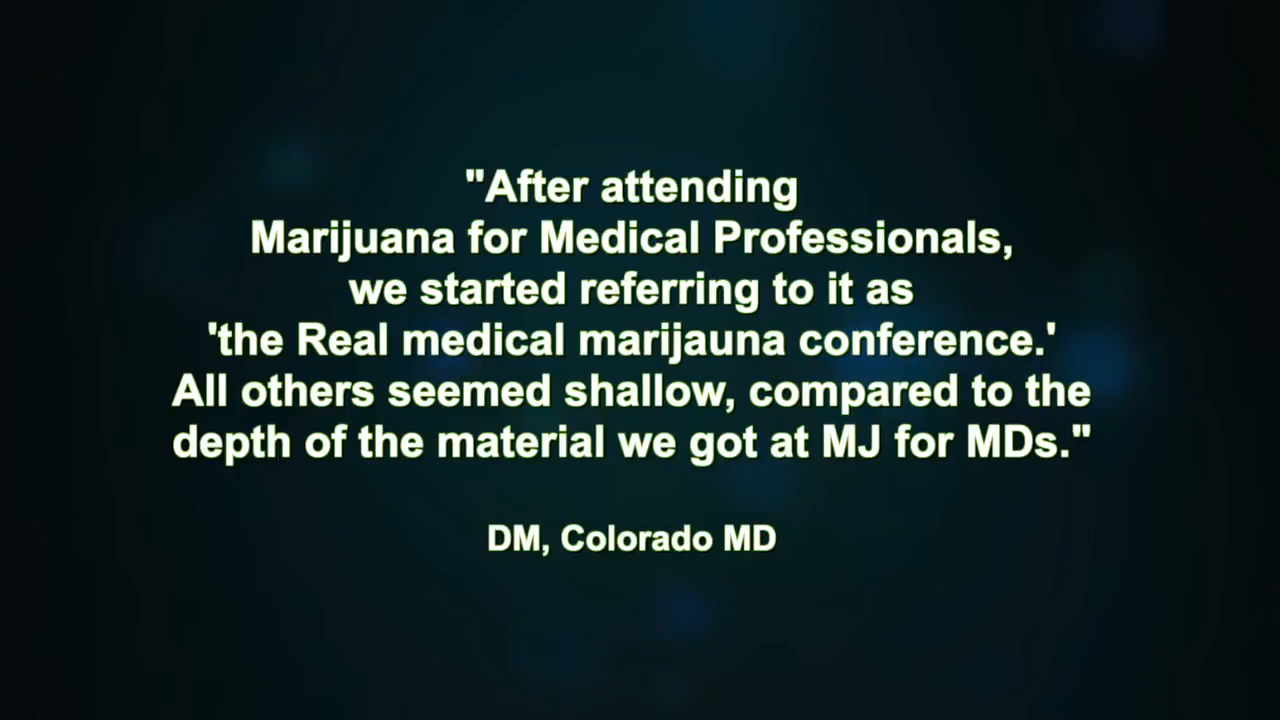 "After attending
Marijuana for Medical Professionals,
we started referring to it as
'the Real medical marijauna conference.'
All others seemed shallow, compared to the
depth of the material we got at MJ for MDs."
DM, Colorado MD